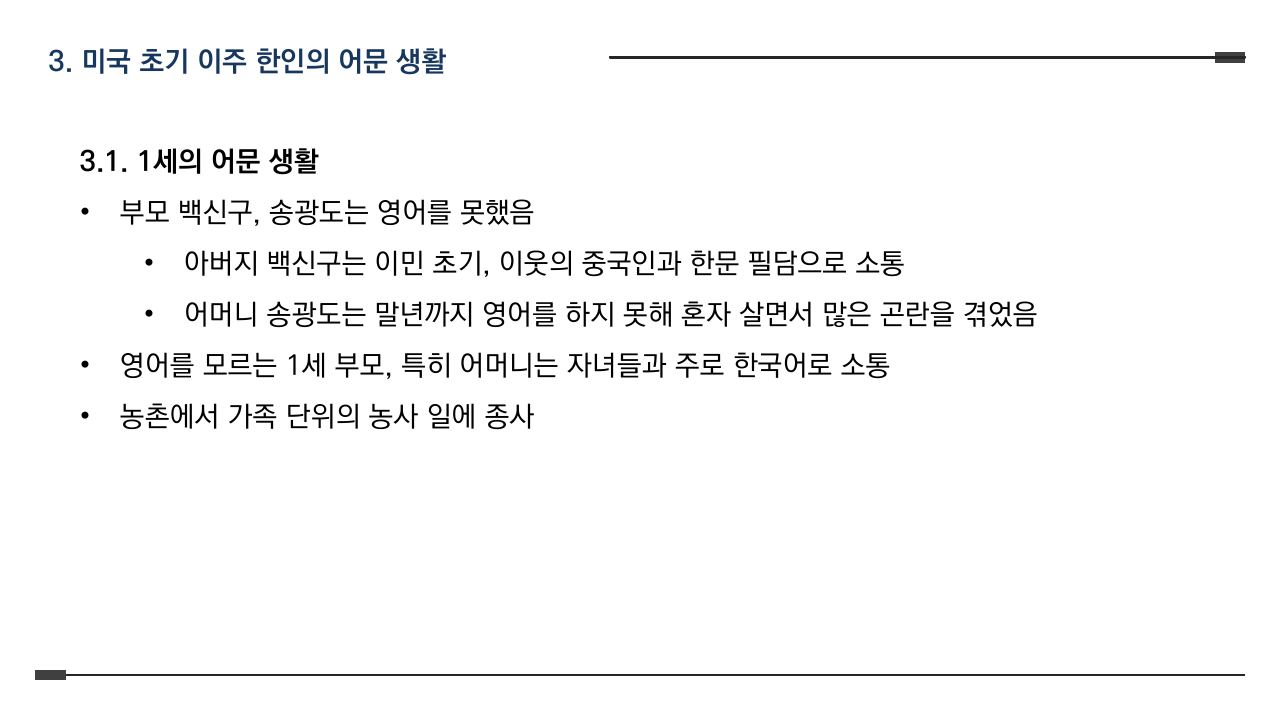 3. 미국 초기 이주 한인의 어문 생활
3.1. 1세의 어문 생활
• 부모 백신구, 송광도는 영어를 못했음
• 아버지 백신구는 이민 초기, 이웃의 중국인과 한문 필담으로 소통
• 어머니 송광도는 말년까지 영어를 하지 못해 혼자 살면서 많은 곤란을 겪었음
• 영어를 모르는 1세 부모, 특히 어머니는 자녀들과 주로 한국어로 소통
• 농촌에서 가족 단위의 농사 일에 종사